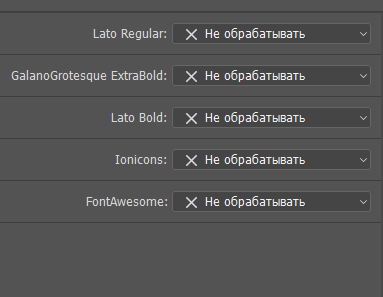 Lato Regular: Не обрабатывать
GalanoGrotesque ExtraBold: Не обрабатывать
Lato Bold: Не обрабатывать
Ionicons: Не обрабатывать
FontAwesome: Не обрабатывать